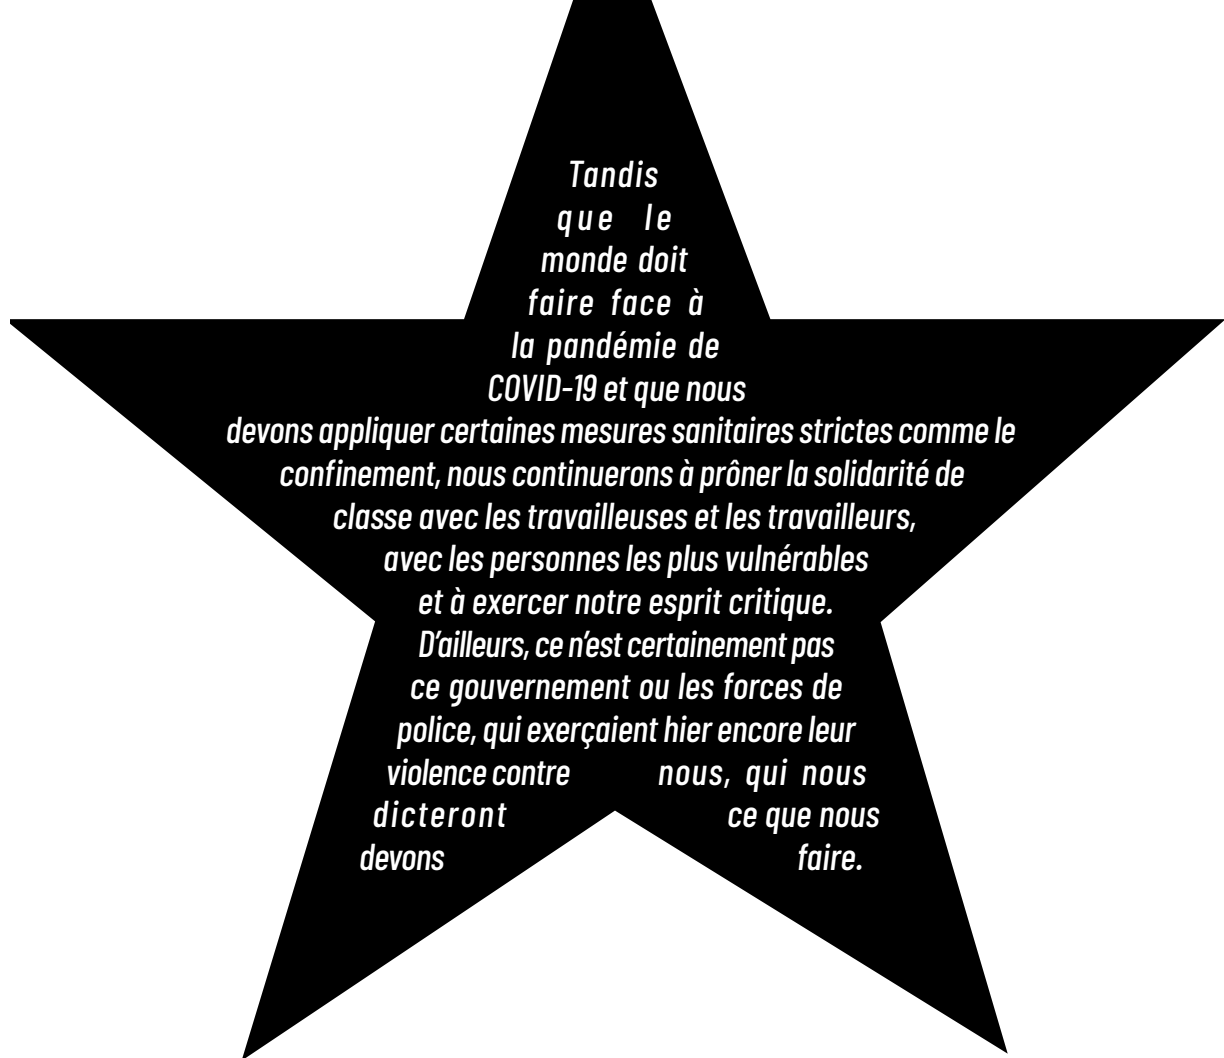 Tandis
que le
monde doit
faire face à
la pandémie de
COVID-19 et que nous
devons appliquer certaines mesures sanitaires strictes comme le
confinement, nous continuerons à prôner la solidarité de
classe avec les travailleuses et les travailleurs,
avec les personnes les plus vulnérables
et à exercer notre esprit critique.
D’ailleurs, ce n’est certainement pas
ce gouvernement ou les forces de
police, qui exerçaient hier encore leur
violence contre nous, qui nous
dicteront ce que nous
devons faire.